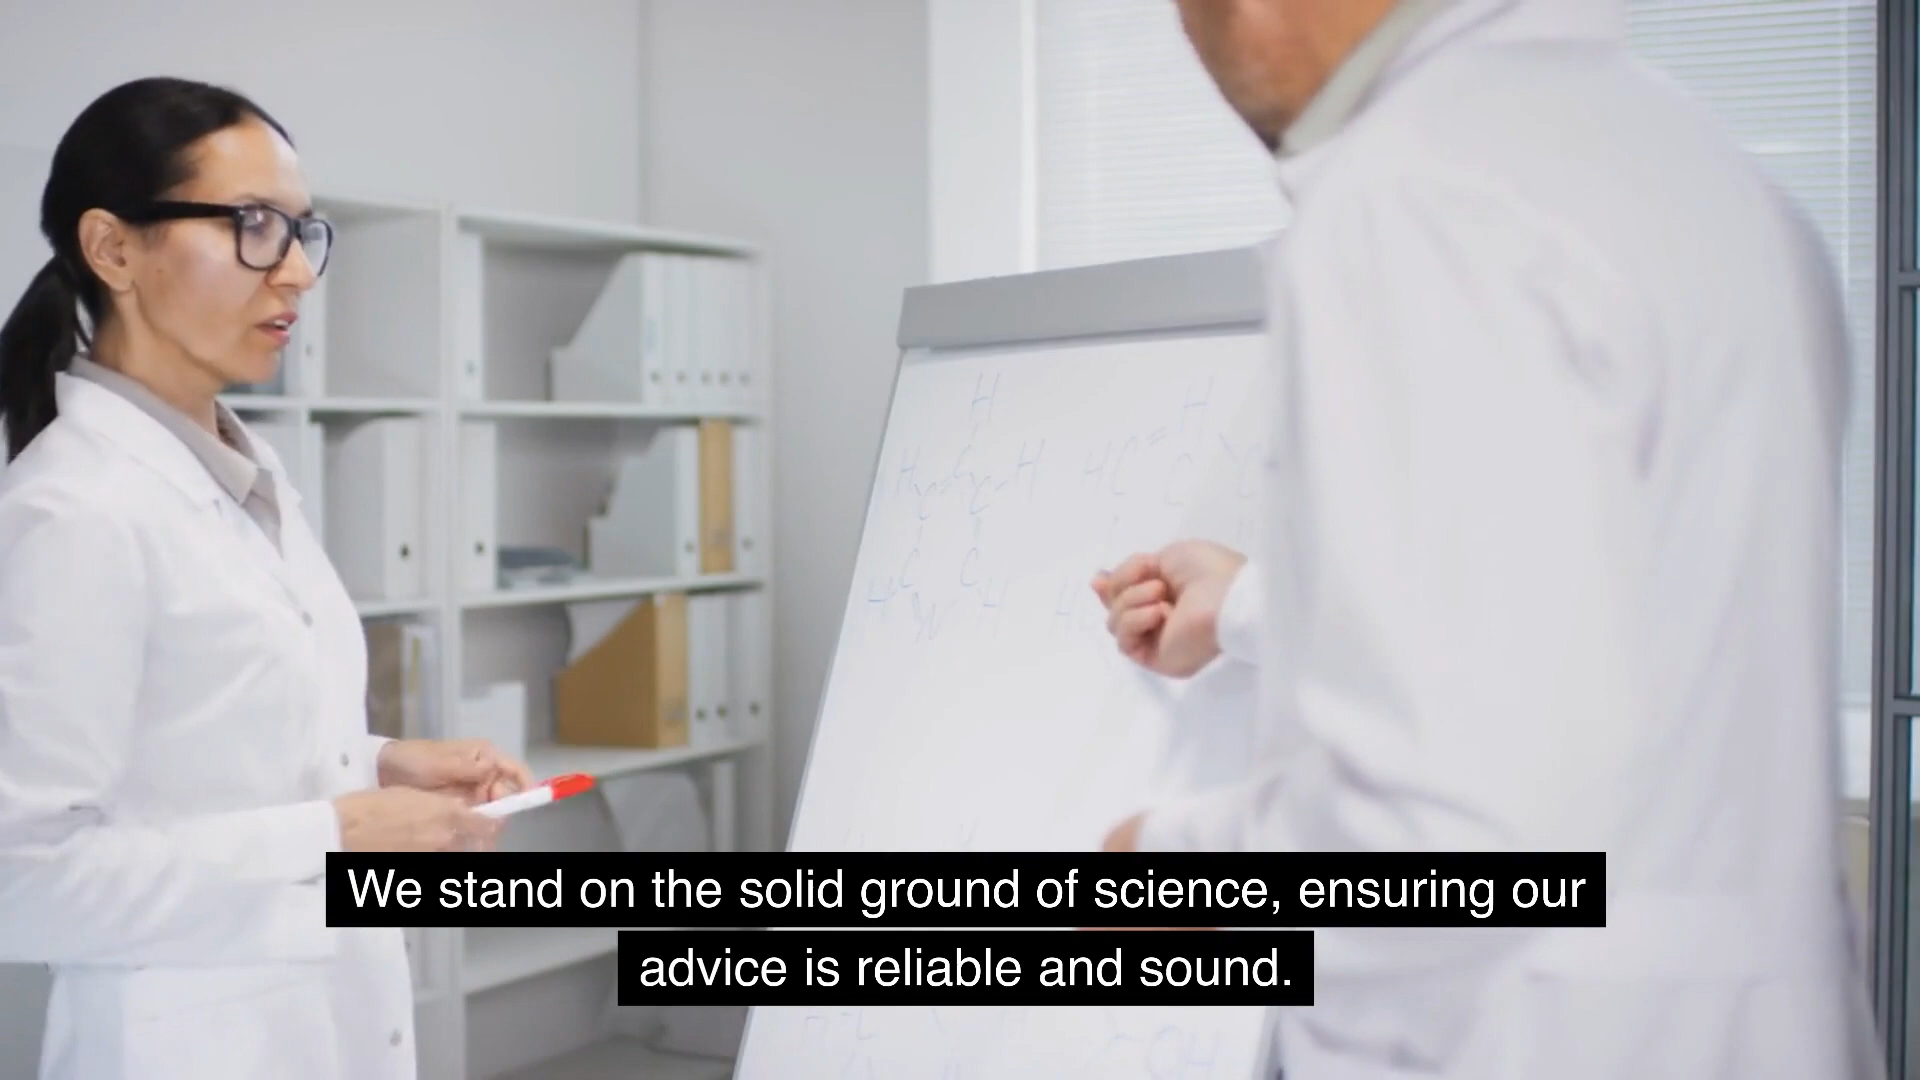 We stand on the solid ground of science, ensuring our
advice is reliable and sound.